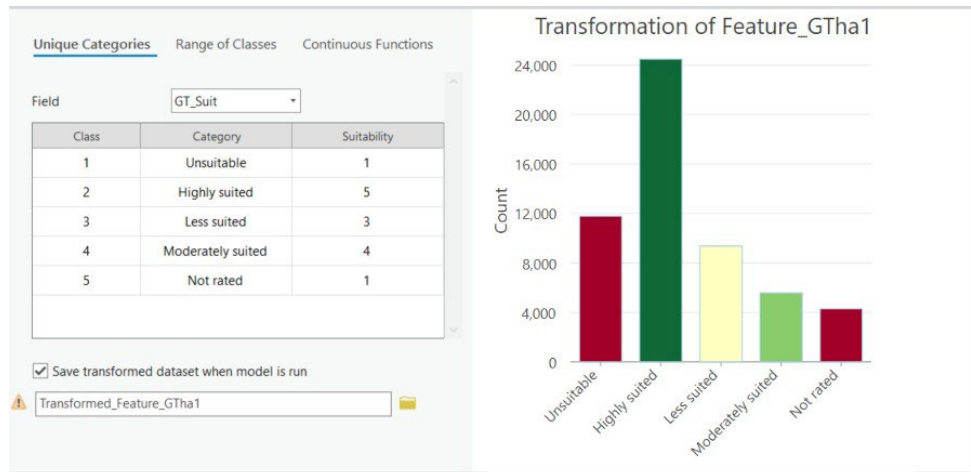 Unique Categories Range of Classes Continuous Functions
Field GT_Suit
Class Category Suitability
1 Unsuitable 1
2 Highly suited 5
3 Less suited 3
4 Moderately suited 4
5 Not rated 1
Save transformed dataset when model is run
Transformed_Feature_GTha1
Transformation of Feature_GTha1
Count
24,000
20,000
16,000
12,000
8,000
4,000
0
Unsuitable
Highly suited
Less suited
Moderately suited
Not rated